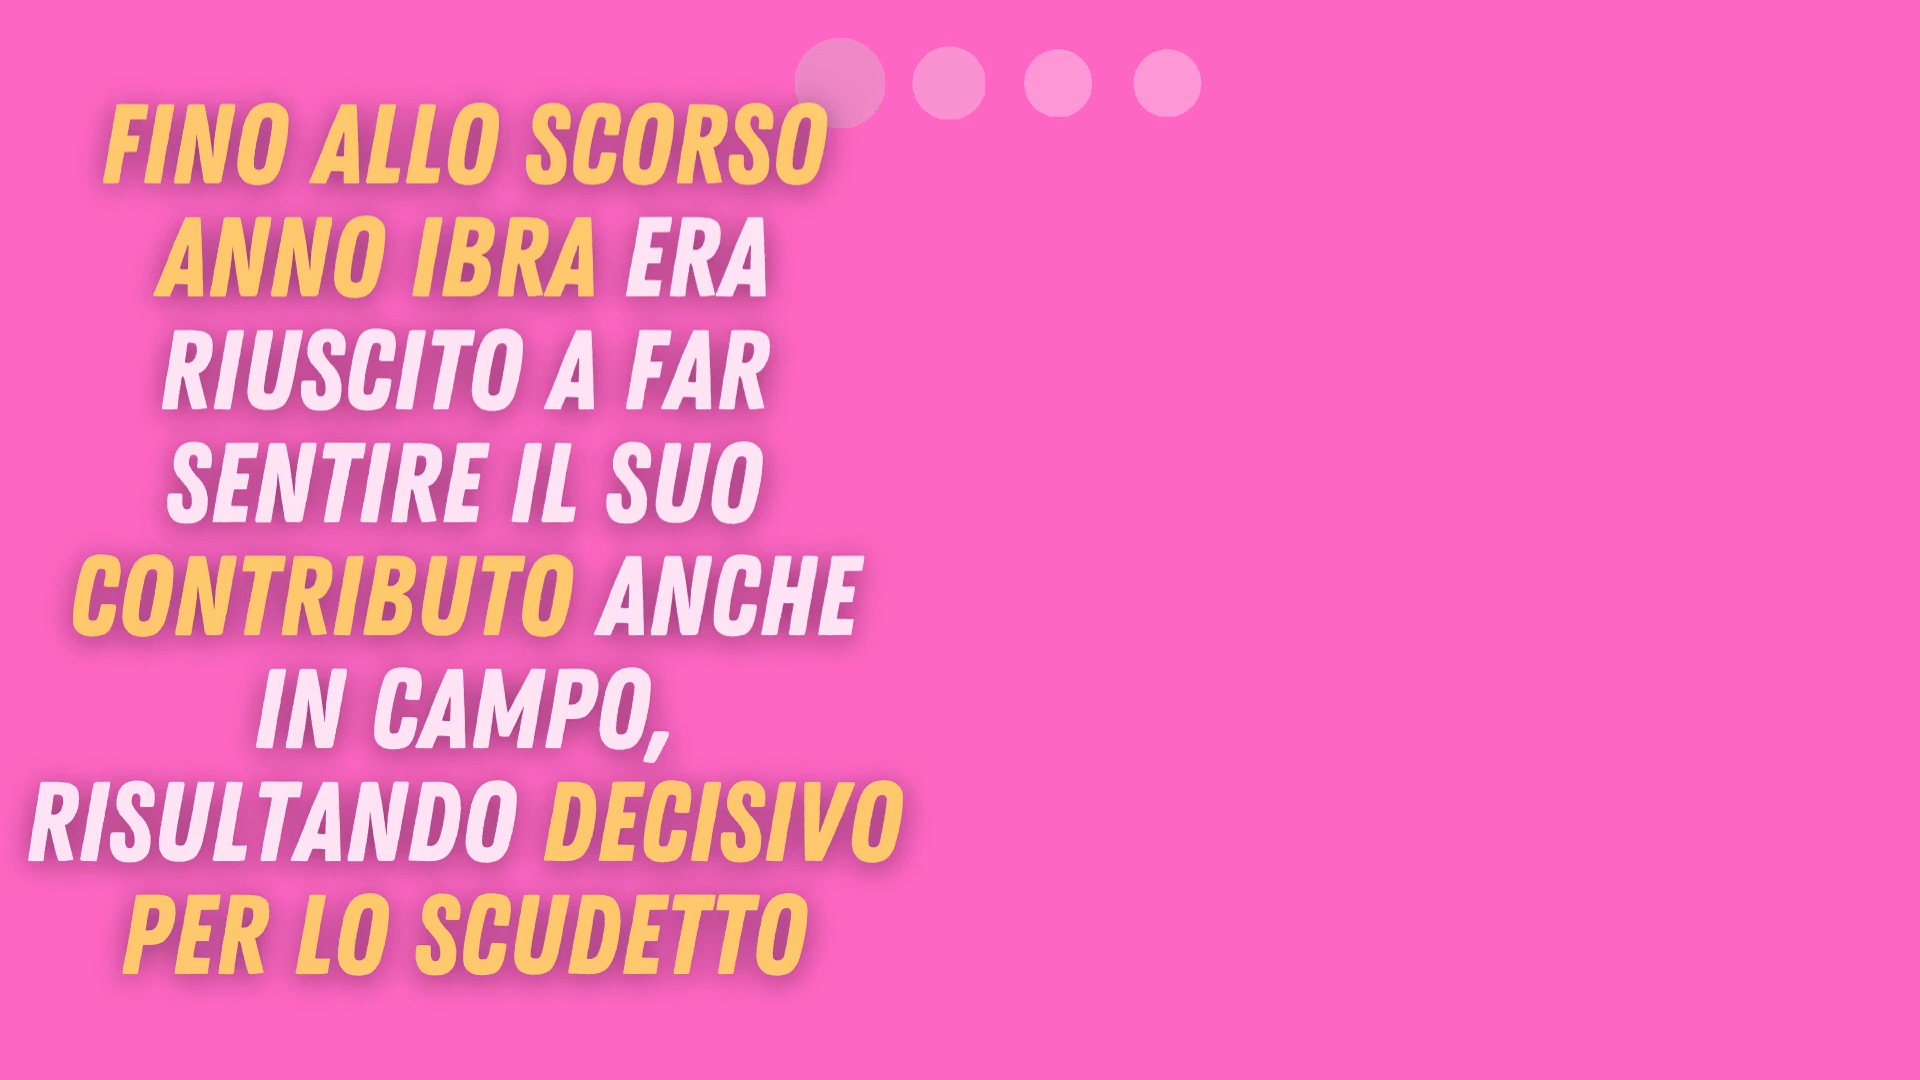 FINO ALLO SCORSO
ANNO IBRA ERA
RIUSCITO A FAR
SENTIRE IL SUO
CONTRIBUTO ANCHE
IN CAMPO,
RISULTANDO DECISIVO
PER LO SCUDETTO